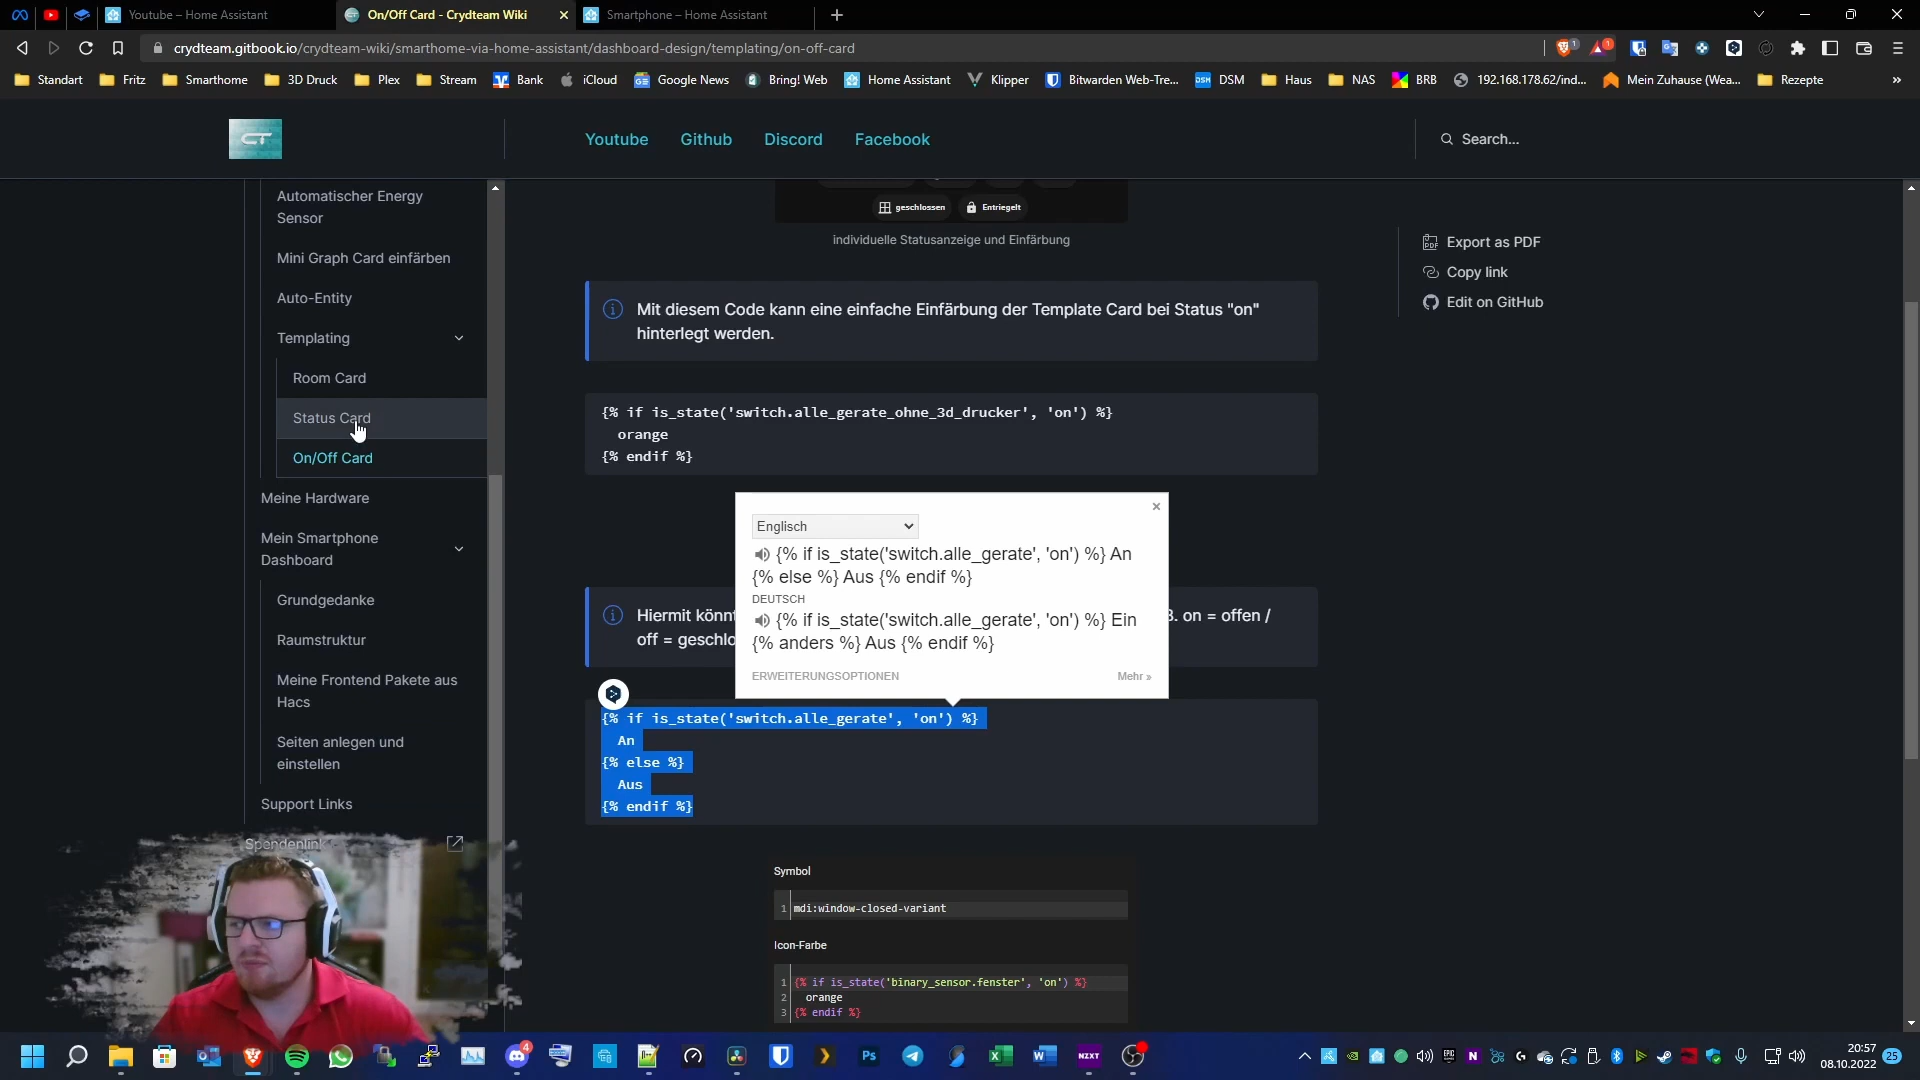 Youtube – Home Assistant
On/Off Card - Crydteam Wiki
Smartphone – Home Assistant
crydteam.gitbook.io/crydteam-wiki/smarthome-via-home-assistant/dashboard-design/templating/on-off-card
1
1
Standart
Fritz
Smarthome
3D Druck
Plex
Stream
Bank
iCloud
Google News
Bring! Web
Home Assistant
Klipper
Bitwarden Web-Tre...
DSM
DSM
Haus
NAS
BRB
192.168.178.62/ind...
Mein Zuhause (Wea...
Rezepte
»
CT
Youtube
Github
Discord
Facebook
Search...
Automatischer Energy
Sensor
Mini Graph Card einfärben
Auto-Entity
Templating
Room Card
Status Card
On/Off Card
Meine Hardware
Mein Smartphone
Dashboard
Grundgedanke
Raumstruktur
Meine Frontend Pakete aus
Hacs
Seiten anlegen und
einstellen
Support Links
Spendenlink
geschlossen
Entriegelt
individuelle Statusanzeige und Einfärbung
Mit diesem Code kann eine einfache Einfärbung der Template Card bei Status "on"
hinterlegt werden.
{% if is_state('switch.alle_gerate_ohne_3d_drucker', 'on') %}
orange
{% endif %}
Englisch
{% if is_state('switch.alle_gerate', 'on') %} An
{% else %} Aus {% endif %}
DEUTSCH
{% if is_state('switch.alle_gerate', 'on') %} Ein
{% anders %} Aus {% endif %}
ERWEITERUNGSOPTIONEN
Mehr »
Hiermit könnt
B. on = offen /
off = geschlo
{% if is_state('switch.alle_gerate', 'on') %}
An
{% else %}
Aus
{% endif %}
Symbol
1 mdi:window-closed-variant
Icon-Farbe
1 {% if is_state('binary_sensor.fenster', 'on') %}
2 orange
3 {% endif %}
Export as PDF
Copy link
Edit on GitHub
4
Ps
NZXT
20:57
08.10.2022
25